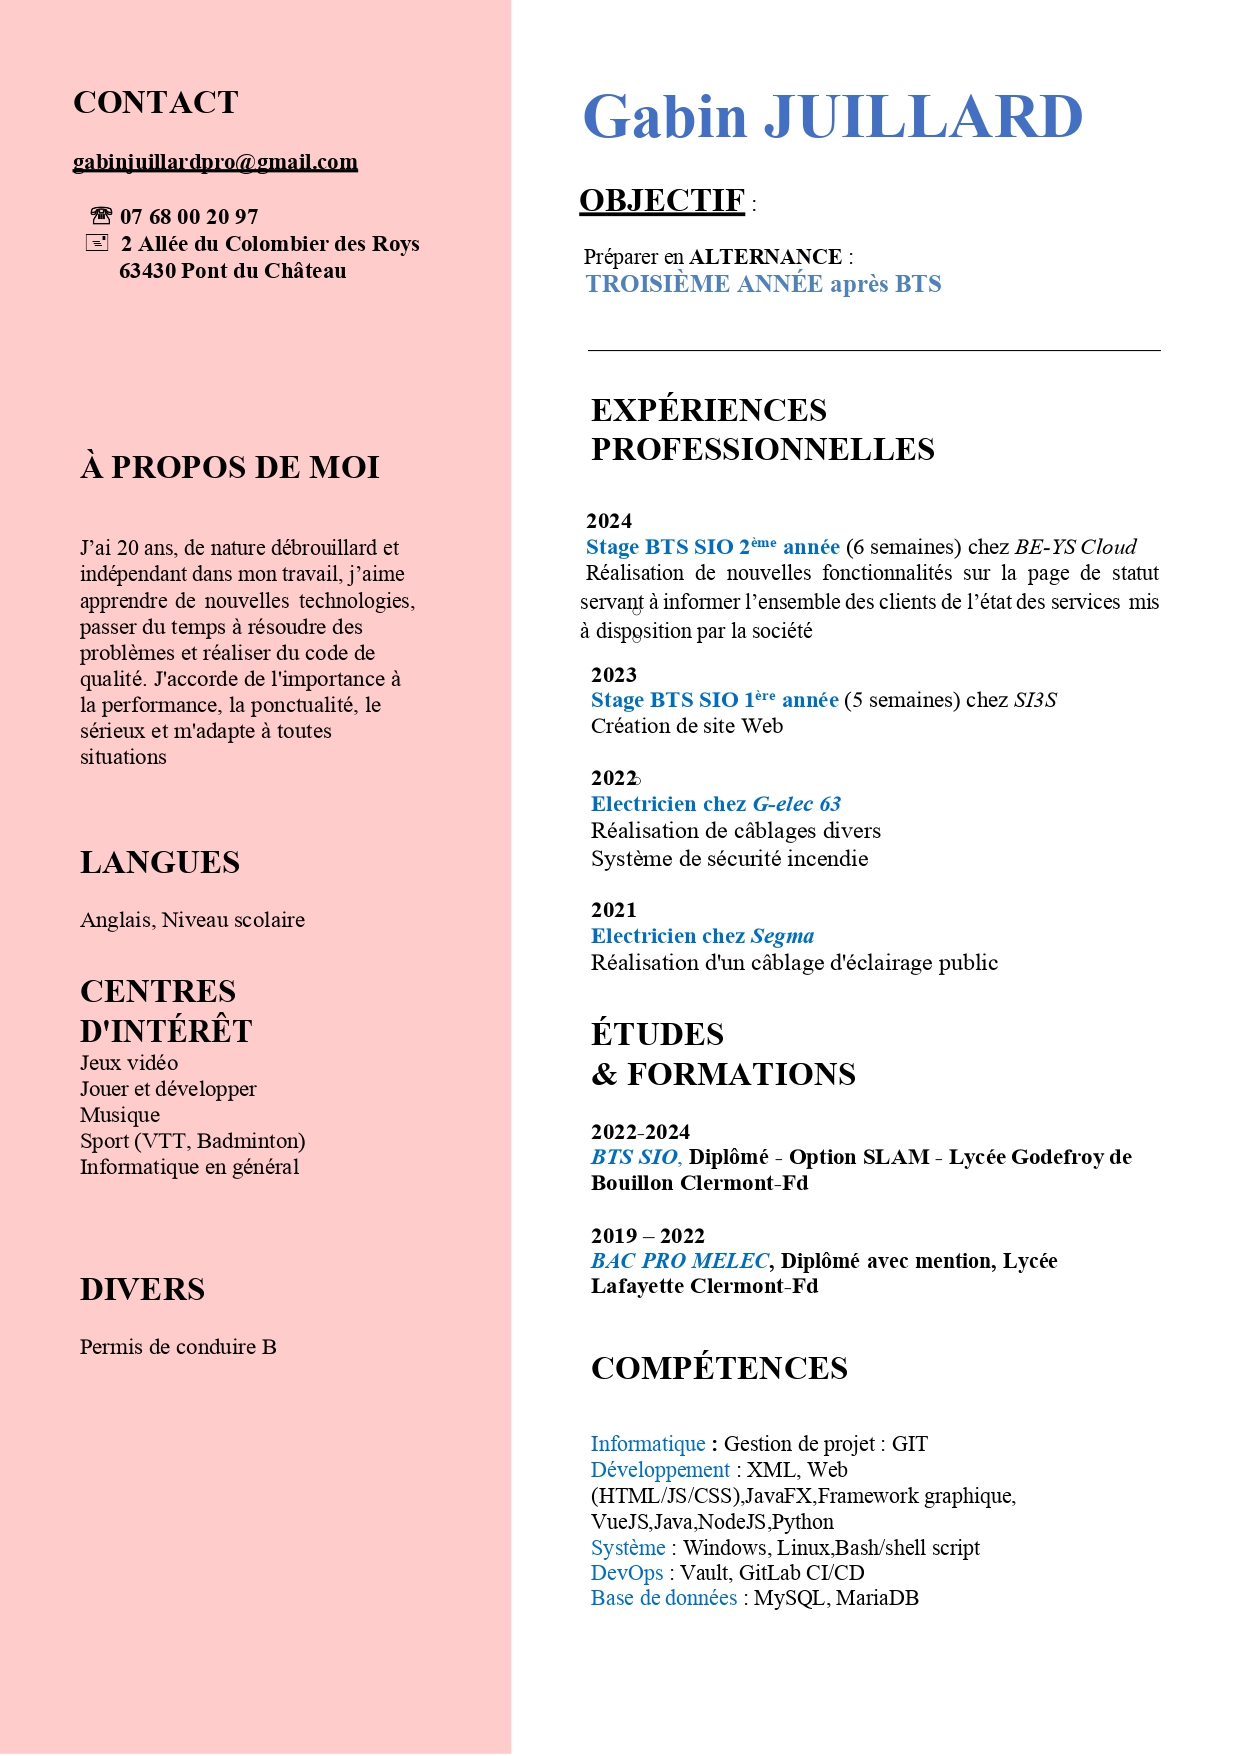 CONTACT
gabinjuillardpro@gmail.com
☎ 07 68 00 20 97
2 Allée du Colombier des Roys
63430 Pont du Château
À PROPOS DE MOI
J’ai 20 ans, de nature débrouillard et
indépendant dans mon travail, j’aime
apprendre de nouvelles technologies,
passer du temps à résoudre des
problèmes et réaliser du code de
qualité. J'accorde de l'importance à
la performance, la ponctualité, le
sérieux et m'adapte à toutes
situations
LANGUES
Anglais, Niveau scolaire
CENTRES
D'INTÉRÊT
Jeux vidéo
Jouer et développer
Musique
Sport (VTT, Badminton)
Informatique en général
DIVERS
Permis de conduire B
Gabin JUILLARD
OBJECTIF :
Préparer en ALTERNANCE :
TROISIÈME ANNÉE après BTS
EXPÉRIENCES
PROFESSIONNELLES
2024
Stage BTS SIO 2ème année (6 semaines) chez BE-YS Cloud
Réalisation de nouvelles fonctionnalités sur la page de statut
servant à informer l’ensemble des clients de l’état des services mis
à disposition par la société
2023
Stage BTS SIO 1ère année (5 semaines) chez SI3S
Création de site Web
2022
Electricien chez G-elec 63
Réalisation de câblages divers
Système de sécurité incendie
2021
Electricien chez Segma
Réalisation d'un câblage d'éclairage public
ÉTUDES
& FORMATIONS
2022-2024
BTS SIO, Diplômé - Option SLAM - Lycée Godefroy de
Bouillon Clermont-Fd
2019 – 2022
BAC PRO MELEC, Diplômé avec mention, Lycée
Lafayette Clermont-Fd
COMPÉTENCES
Informatique : Gestion de projet : GIT
Développement : XML, Web
(HTML/JS/CSS),JavaFX,Framework graphique,
VueJS,Java,NodeJS,Python
Système : Windows, Linux,Bash/shell script
DevOps : Vault, GitLab CI/CD
Base de données : MySQL, MariaDB